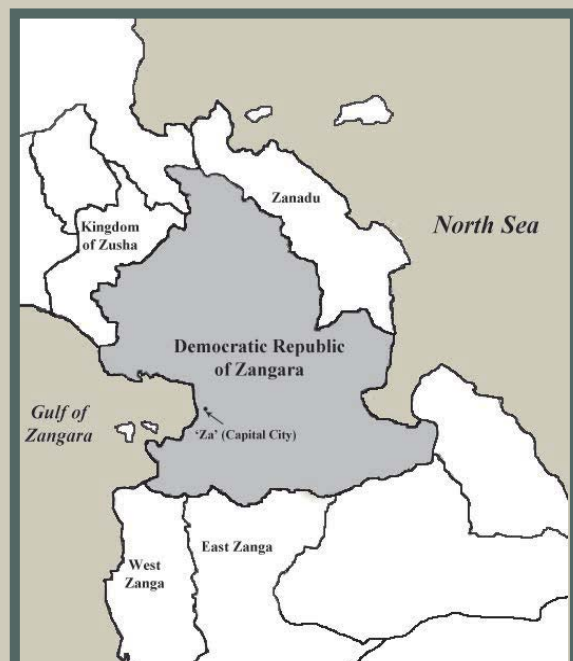 Zanadu
Kingdom
of Zusha
North Sea
Democratic Republic
of Zangara
Gulf of
Zangara
‘Za’ (Capital City)
East Zanga
West
Zanga